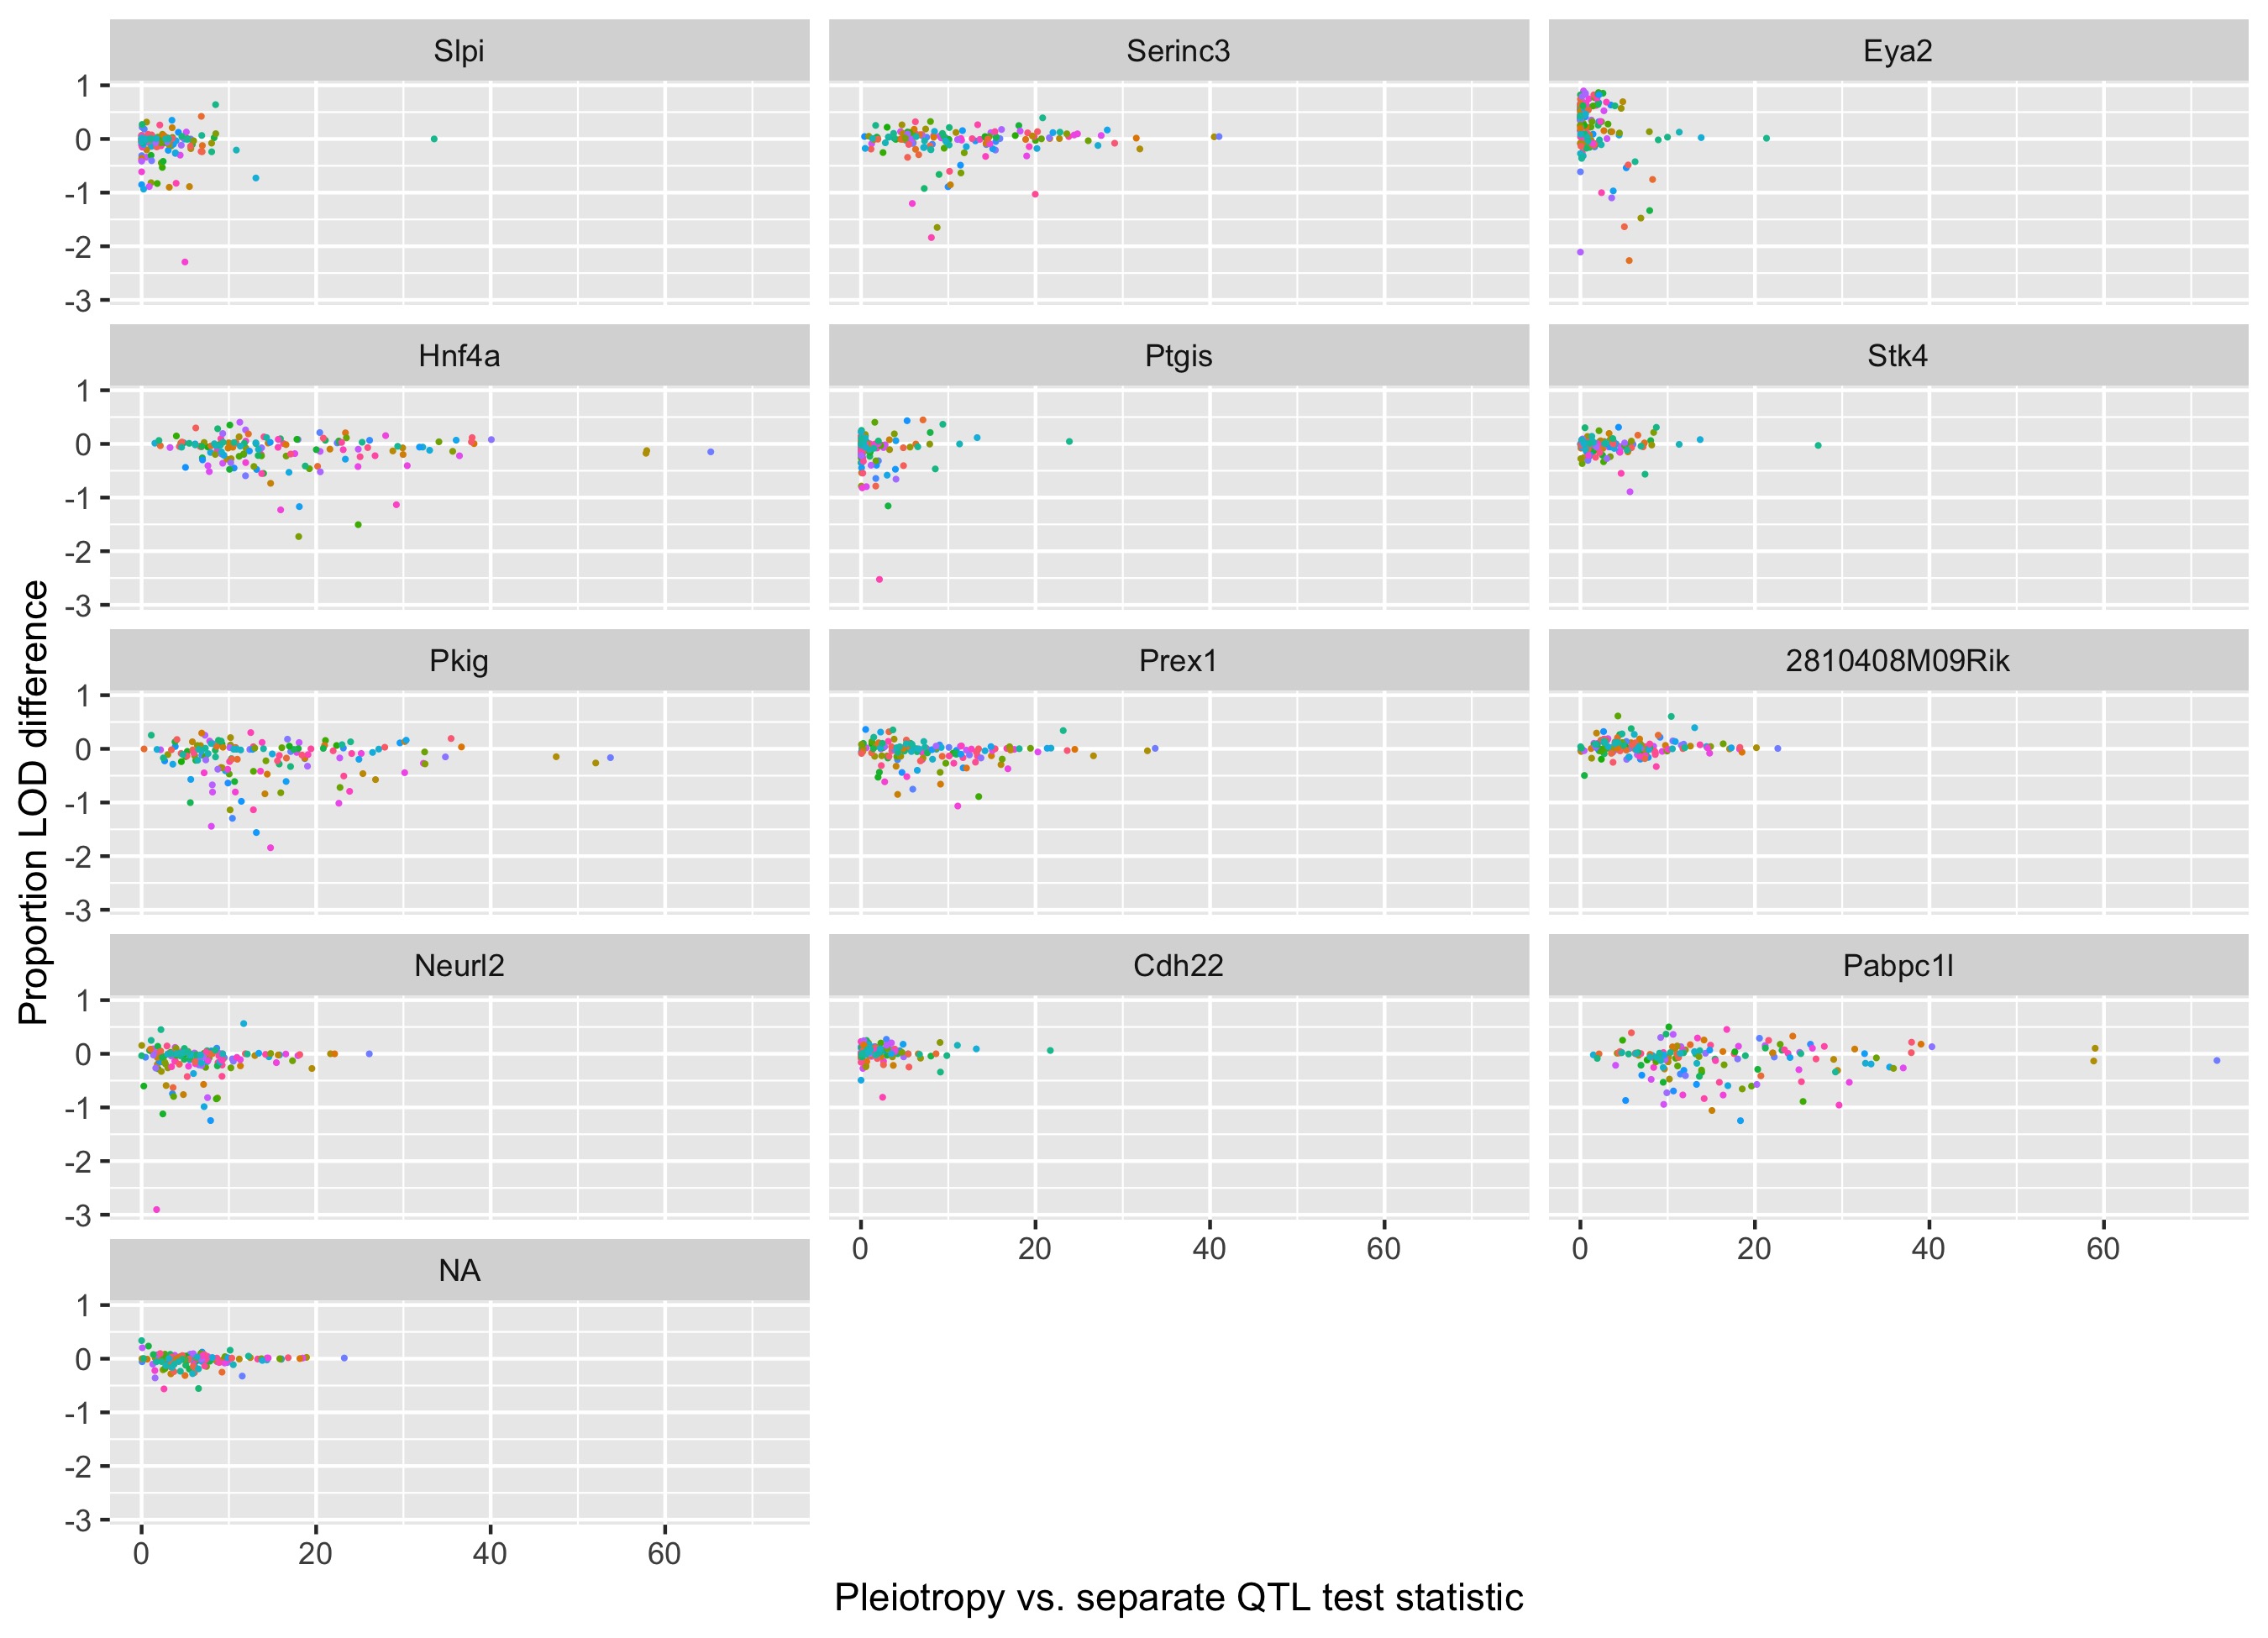 Slpi Serinc3 Eya2
1
0
-1
-2
-3
Hnf4a Ptgis Stk4
1
0
-1
-2
-3
Pkig Prex1 2810408M09Rik
1
0
-1
-2
-3
Neurl2 Cdh22 Pabpc1l
1
0
-1
-2
-3
0 20 40 60 0 20 40 60
NA
1
0
-1
-2
-3
0 20 40 60
Proportion LOD difference
Pleiotropy vs. separate QTL test statistic